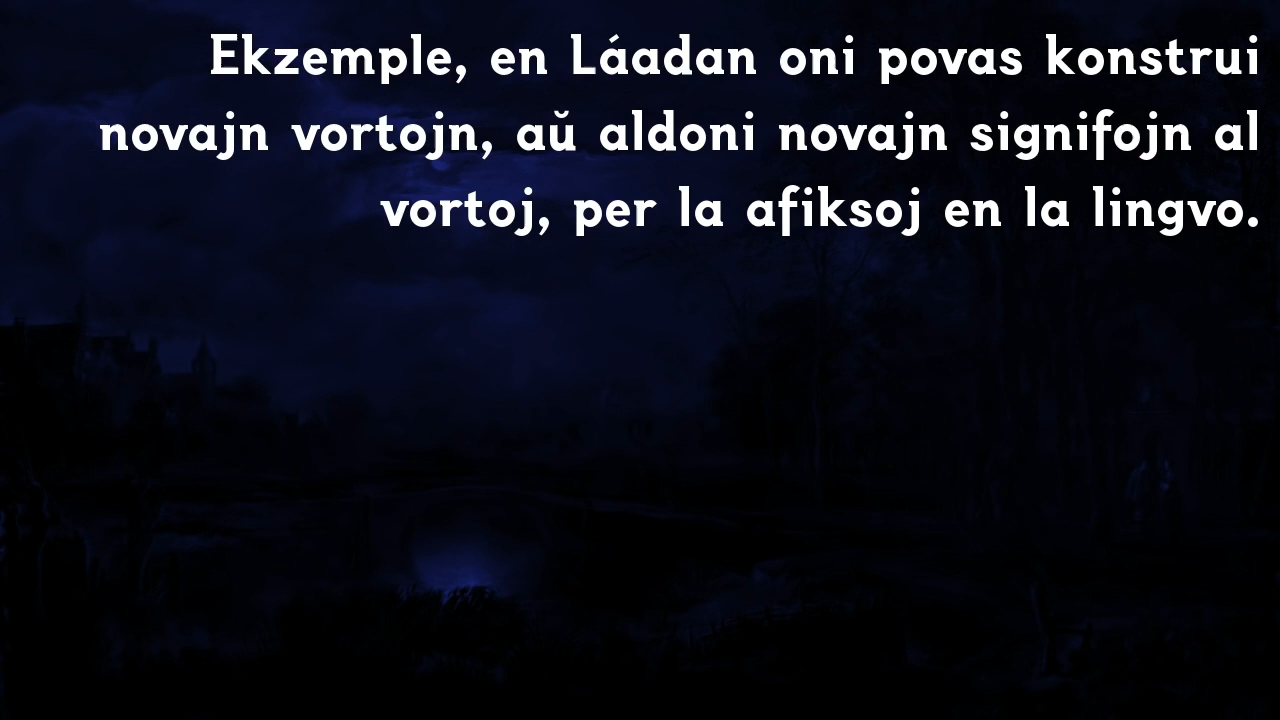 Ekzemple, en Láadan oni povas konstrui
novajn vortojn, aŭ aldoni novajn signifojn al
vortoj, per la afiksoj en la lingvo.